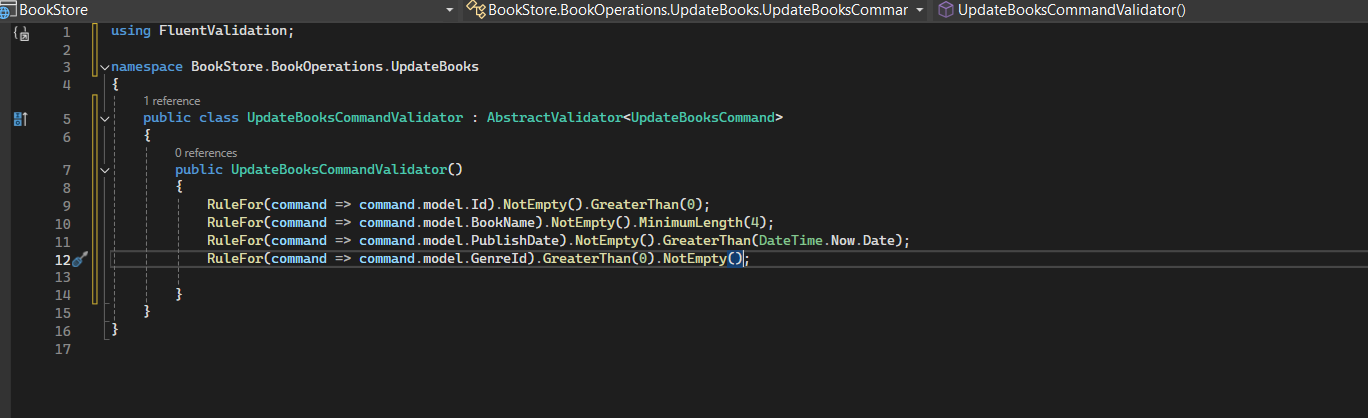 BookStore
BookStore.BookOperations.UpdateBooks.UpdateBooksCommar
UpdateBooksCommandValidator()
1 using FluentValidation;
2
3 namespace BookStore.BookOperations.UpdateBooks
4 {
1 reference
5 public class UpdateBooksCommandValidator : AbstractValidator<UpdateBooksCommand>
6 {
0 references
7 public UpdateBooksCommandValidator()
8 {
9 RuleFor(command => command.model.Id).NotEmpty().GreaterThan(0);
10 RuleFor(command => command.model.BookName).NotEmpty().MinimumLength(4);
11 RuleFor(command => command.model.PublishDate).NotEmpty().GreaterThan(DateTime.Now.Date);
12 RuleFor(command => command.model.GenreId).GreaterThan(0).NotEmpty();
13
14 }
15 }
16 }
17